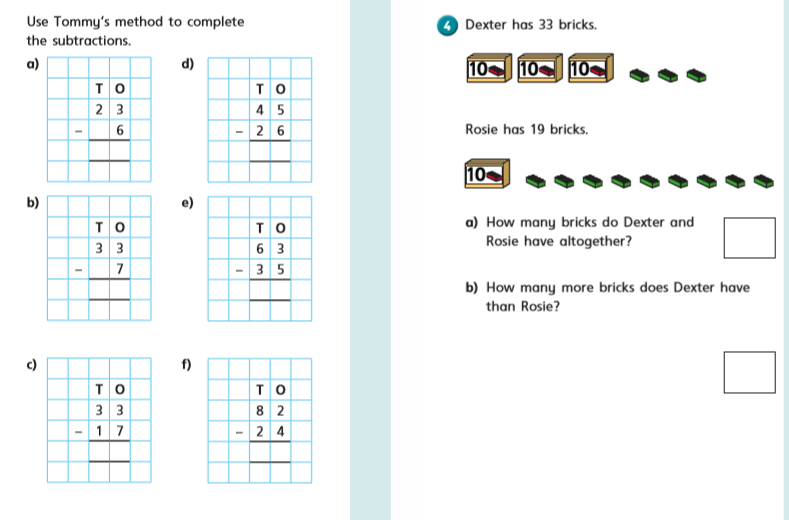 Use Tommy's method to complete
the subtractions.
a)
T O
2 3
- 6
b)
T O
3 3
- 7
c)
T O
3 3
- 1 7
d)
T O
4 5
- 2 6
e)
T O
6 3
- 3 5
f)
T O
8 2
- 2 4
4 Dexter has 33 bricks.
10 10 10
Rosie has 19 bricks.
10
a) How many bricks do Dexter and
Rosie have altogether?
b) How many more bricks does Dexter have
than Rosie?